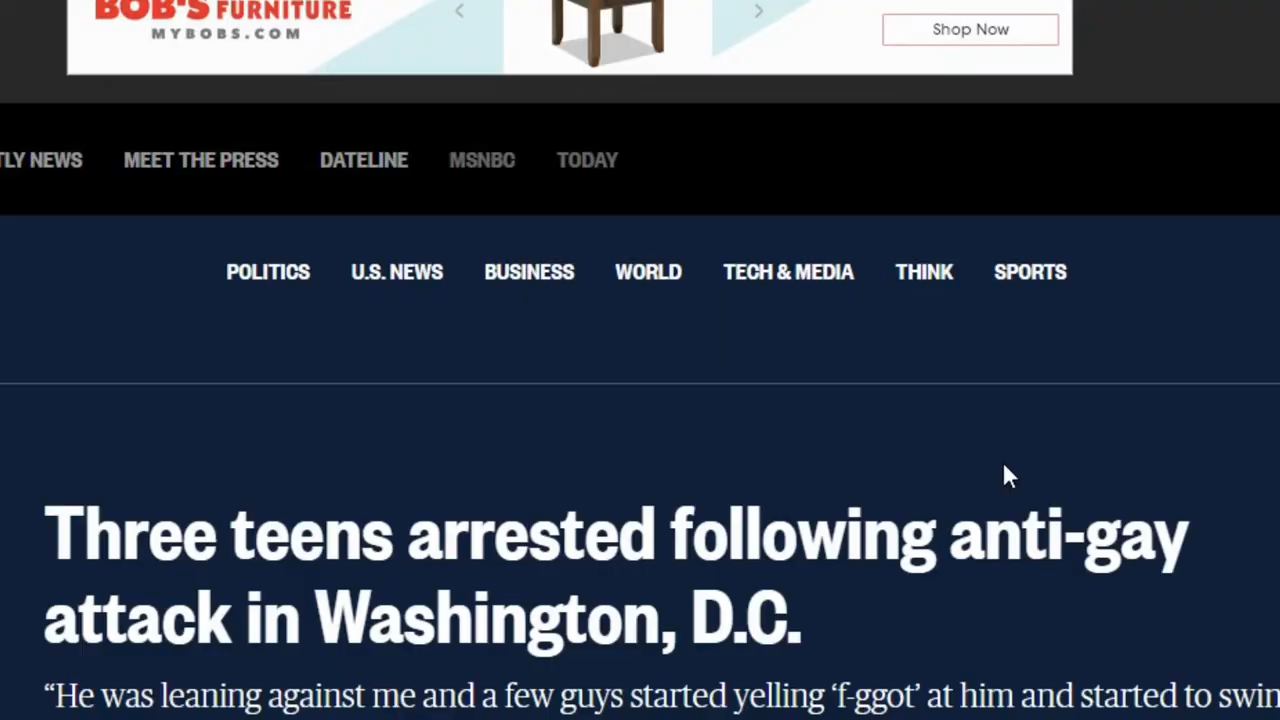 BOB'S FURNITURE
MYBOBS.COM
Shop Now
TLY NEWS MEET THE PRESS DATELINE MSNBC TODAY
POLITICS U.S. NEWS BUSINESS WORLD TECH & MEDIA THINK SPORTS
Three teens arrested following anti-gay
attack in Washington, D.C.
“He was leaning against me and a few guys started yelling ‘f-ggot’ at him and started to swin